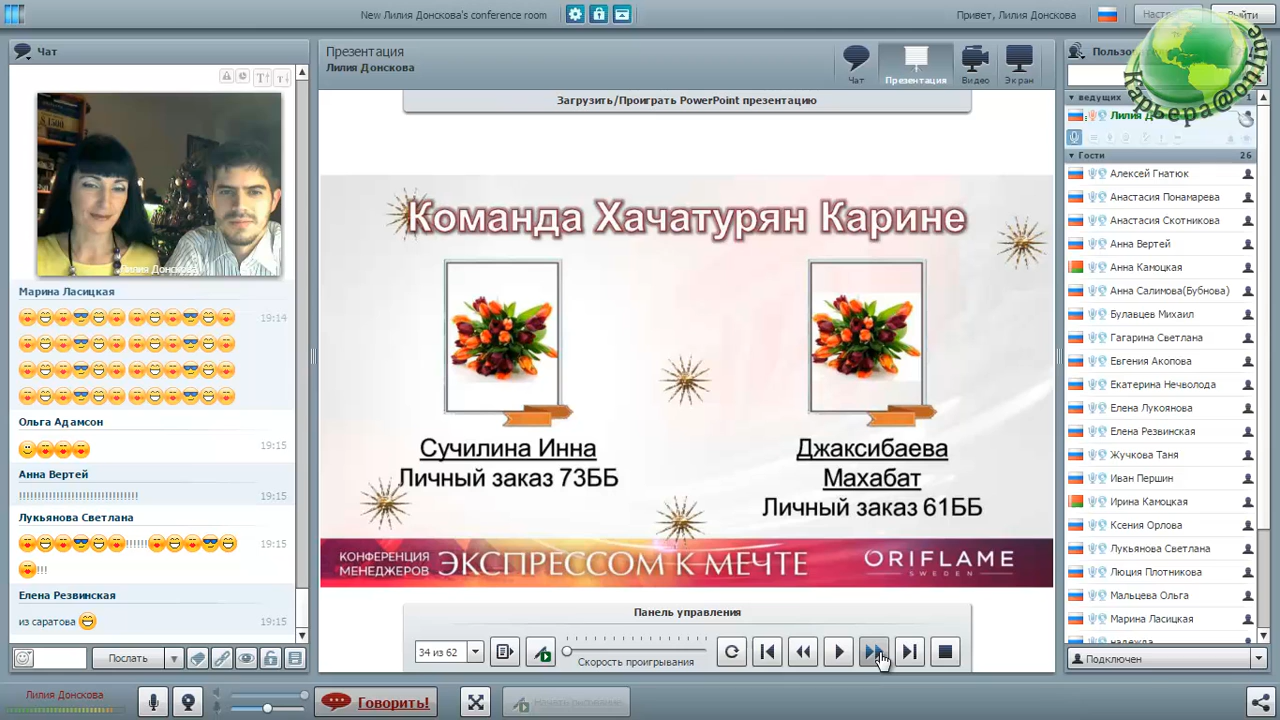 New Лилия Донскова's conference room
Привет, Лилия Донскова
Выйти
Чат
Лилия Донскова
Марина Ласицкая
19:14
Ольга Адамсон
19:15
Анна Вертей
!!!!!!!!!!!!!!!!!!!!!!!!!!!!!!
19:15
Лукьянова Светлана
!!!!!!
19:15
!!!
Елена Резвинская
из саратова
19:15
Послать
Презентация
Лилия Донскова
Чат
Презентация
Видео
Экран
Загрузить/Проиграть PowerPoint презентацию
Команда Хачатурян Карине
Сучилина Инна
Личный заказ 73ББ
Джаксибаева
Махабат
Личный заказ 61ББ
КОНФЕРЕНЦИЯ
МЕНЕДЖЕРОВ
ЭКСПРЕССОМ К МЕЧТЕ
ORIFLAME
SWEDEN
Панель управления
34 из 62
Скорость проигрывания
Карьера@online
ведущих
1
Гости
26
Алексей Гнатюк
Анастасия Понамарева
Анастасия Скотникова
Анна Вертей
Анна Камоцкая
Анна Салимова(Бубнова)
Булавцев Михаил
Гагарина Светлана
Евгения Акопова
Екатерина Нечволода
Елена Лукоянова
Елена Резвинская
Жучкова Таня
Иван Першин
Ирина Камоцкая
Ксения Орлова
Лукьянова Светлана
Люция Плотникова
Мальцева Ольга
Марина Ласицкая
надежда
Подключен
Лилия Донскова
Говорить!